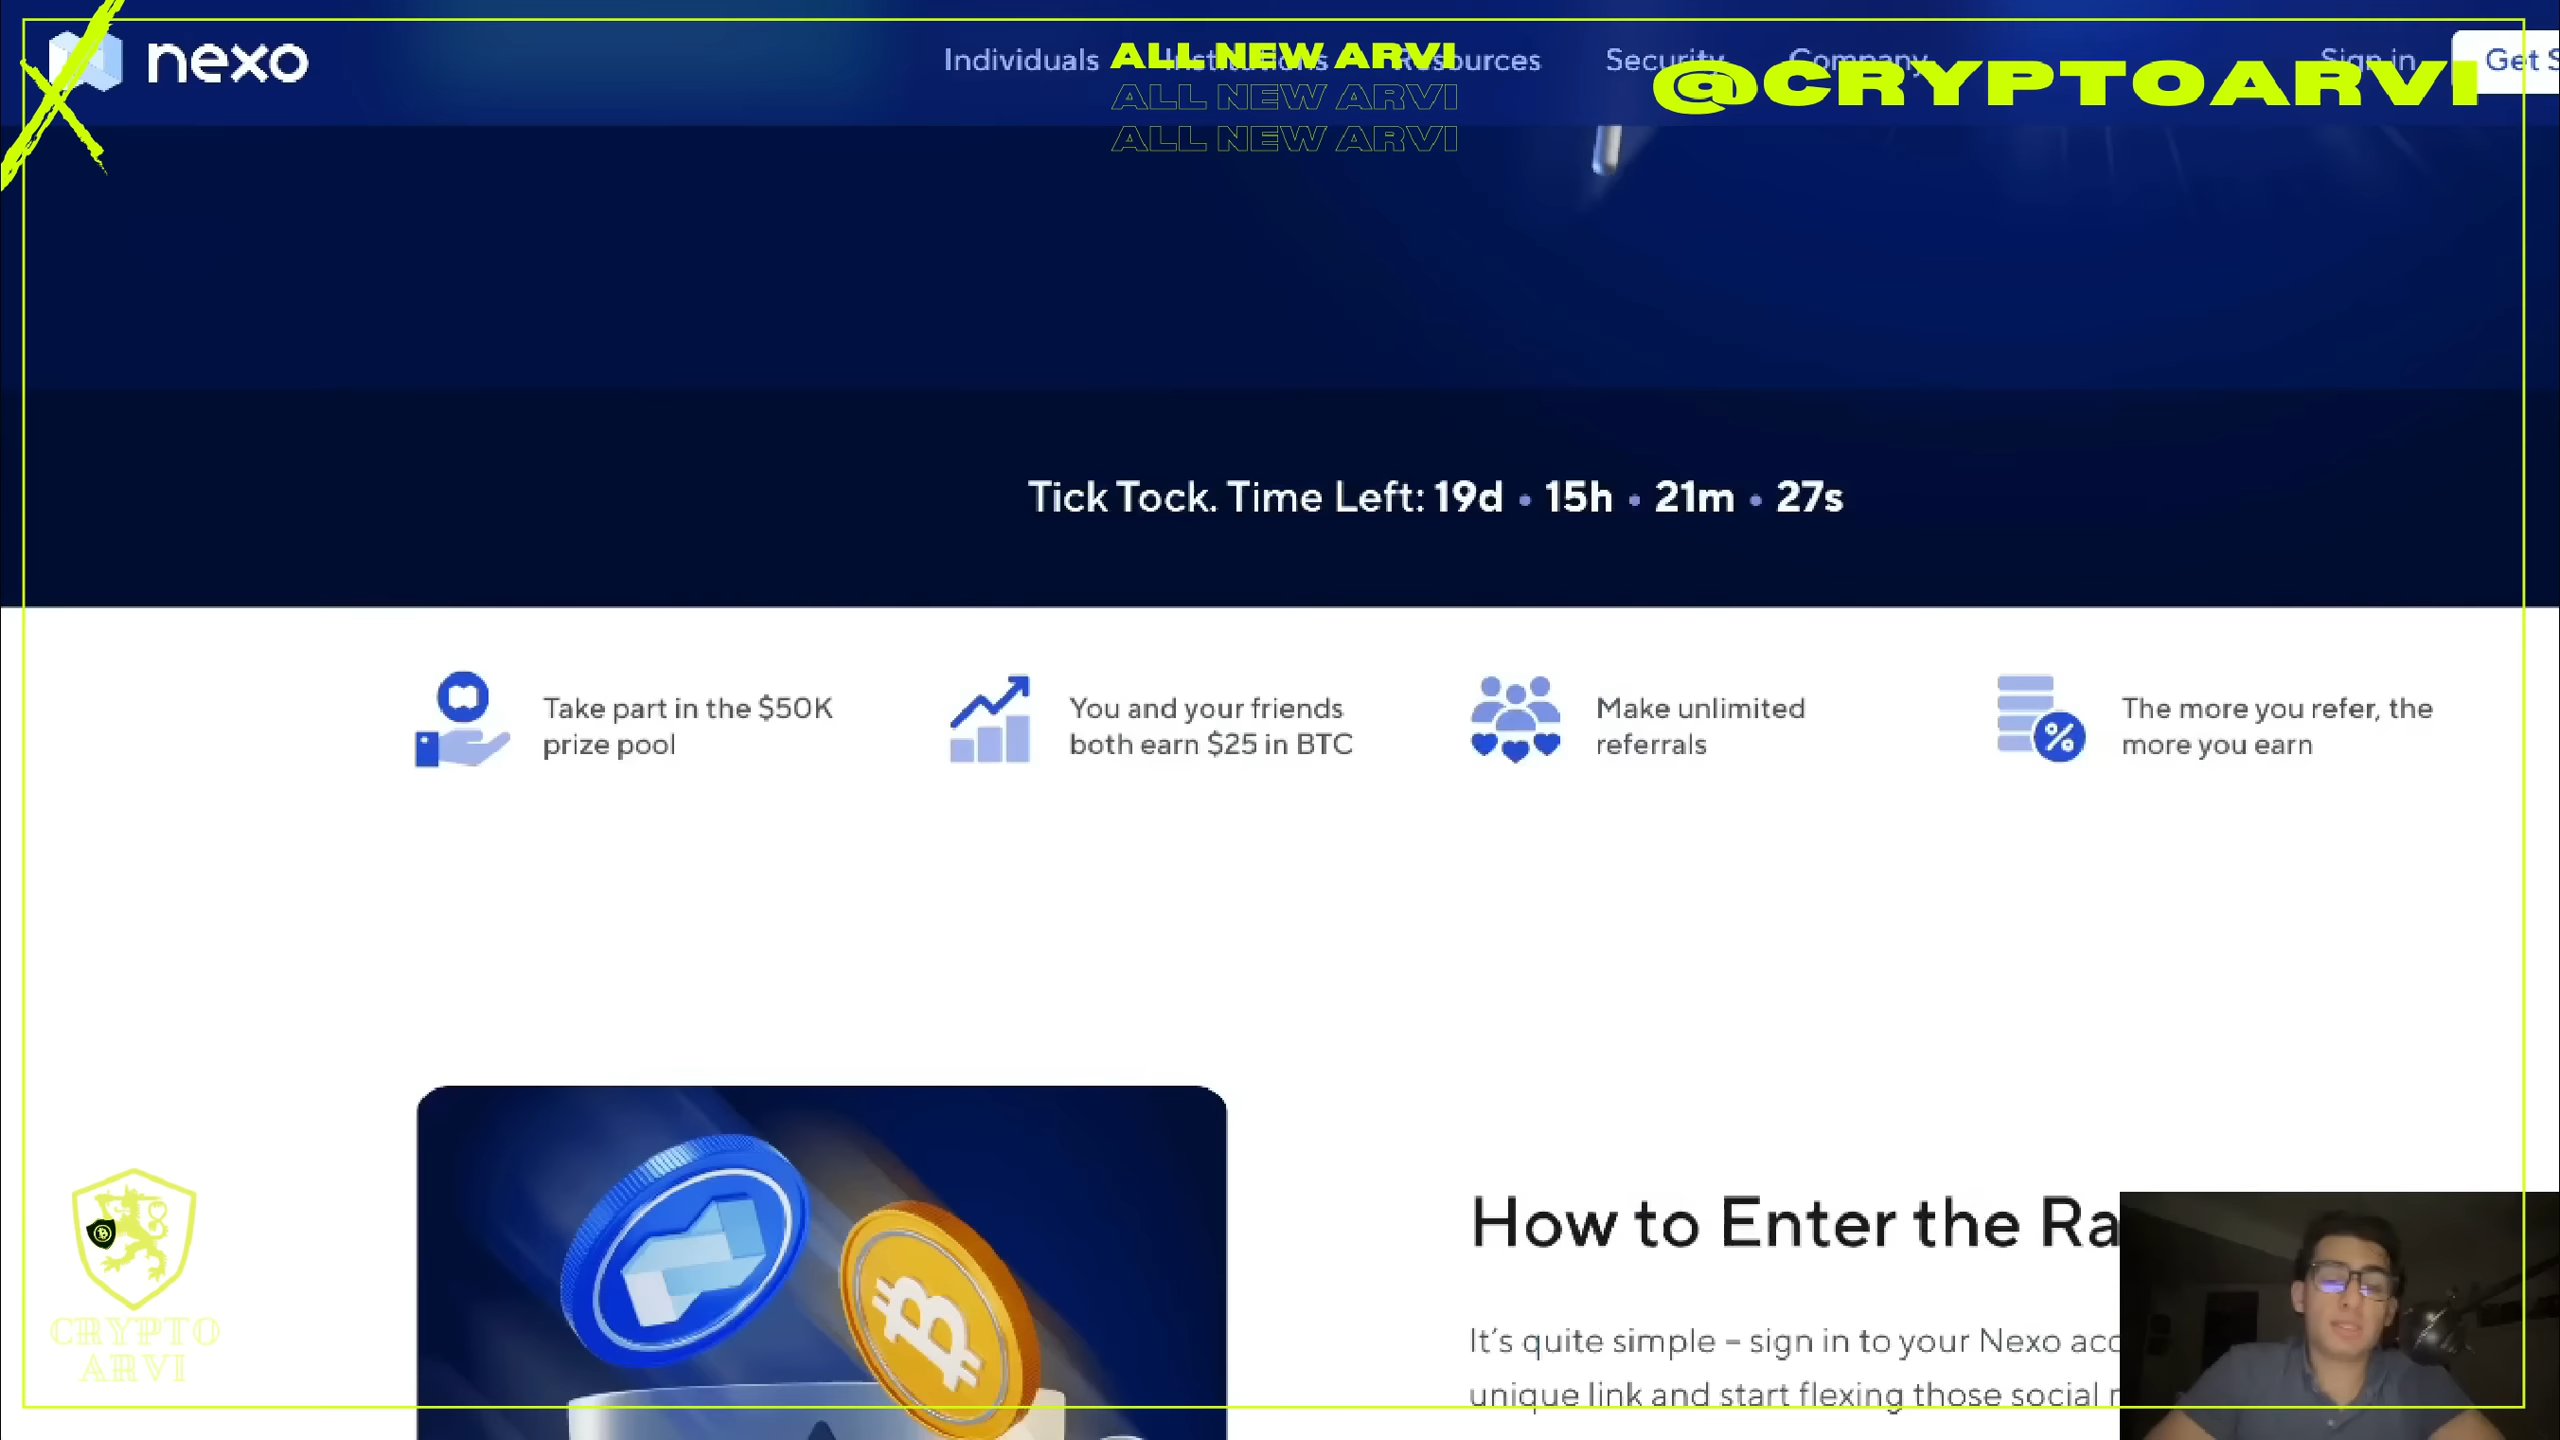 nexo
Individuals
Institutions
Resources
Security
Company
Sign in
Get S
ALL NEW ARVI
ALL NEW ARVI
ALL NEW ARVI
@CRYPTOARVI
Tick Tock. Time Left: 19d • 15h • 21m • 27s
Take part in the $50K
prize pool
You and your friends
both earn $25 in BTC
Make unlimited
referrals
The more you refer, the
more you earn
How to Enter the Ra
It's quite simple – sign in to your Nexo acc
unique link and start flexing those social
CRYPTO
ARVI